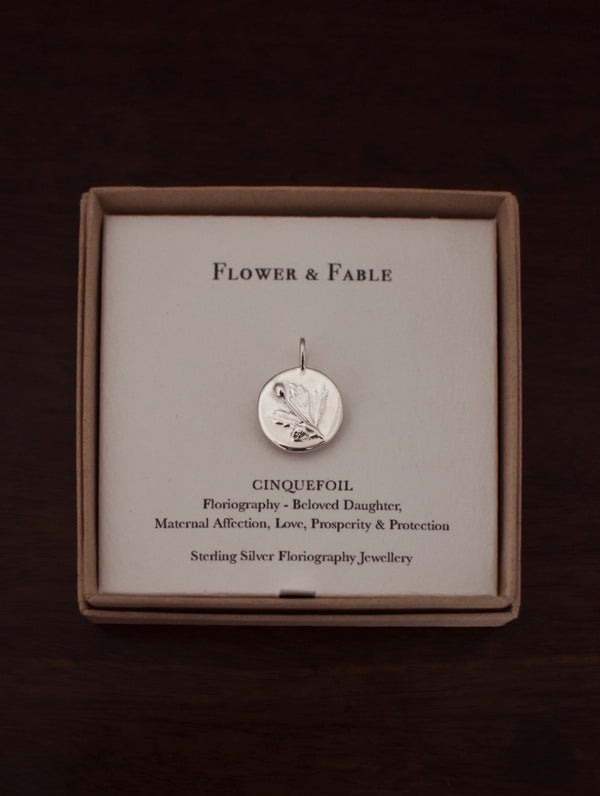 FLOWER & FABLE
CINQUEFOIL
Floriography - Beloved Daughter,
Maternal Affection, Love, Prosperity & Protection
Sterling Silver Floriography Jewellery